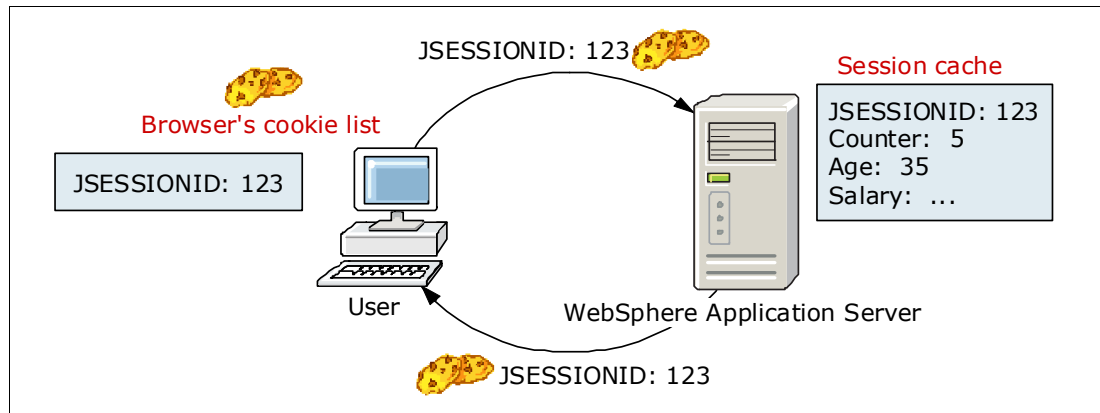 JSESSIONID: 123
Session cache
Browser's cookie list
JSESSIONID: 123
JSESSIONID: 123
Counter: 5
Age: 35
Salary: ...
User
WebSphere Application Server
JSESSIONID: 123